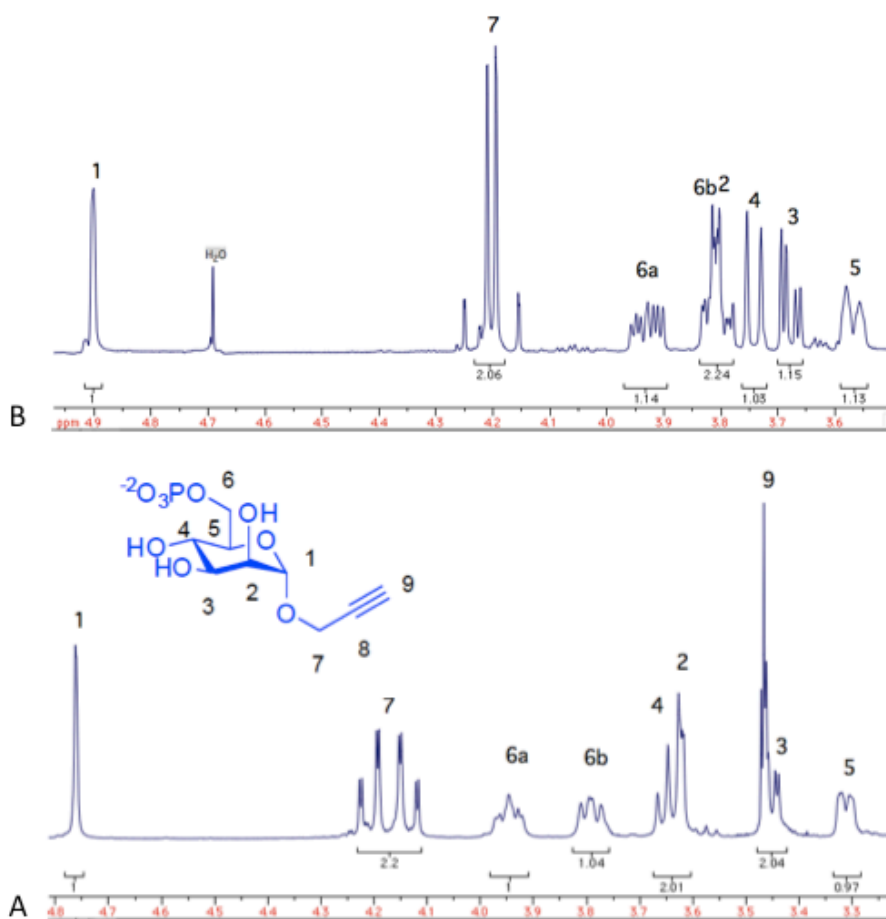 7
1
H₂O
6b 2
4
3
6a
5
1 2.06 1.14 2.24 1.03 1.15 1.13
B
ppm 4.9 4.8 4.7 4.6 4.5 4.4 4.3 4.2 4.1 4.0 3.9 3.8 3.7 3.6
6
⁻²O₃PO
OH
4 5 O
HO
HO
1
3 2
O
9
8
7
9
1
2
7
4
6a 6b
3
5
1 2.2 1 1.04 2.01 2.04 0.97
A
4.8 4.7 4.6 4.5 4.4 4.3 4.2 4.1 4.0 3.9 3.8 3.7 3.6 3.5 3.4 3.3